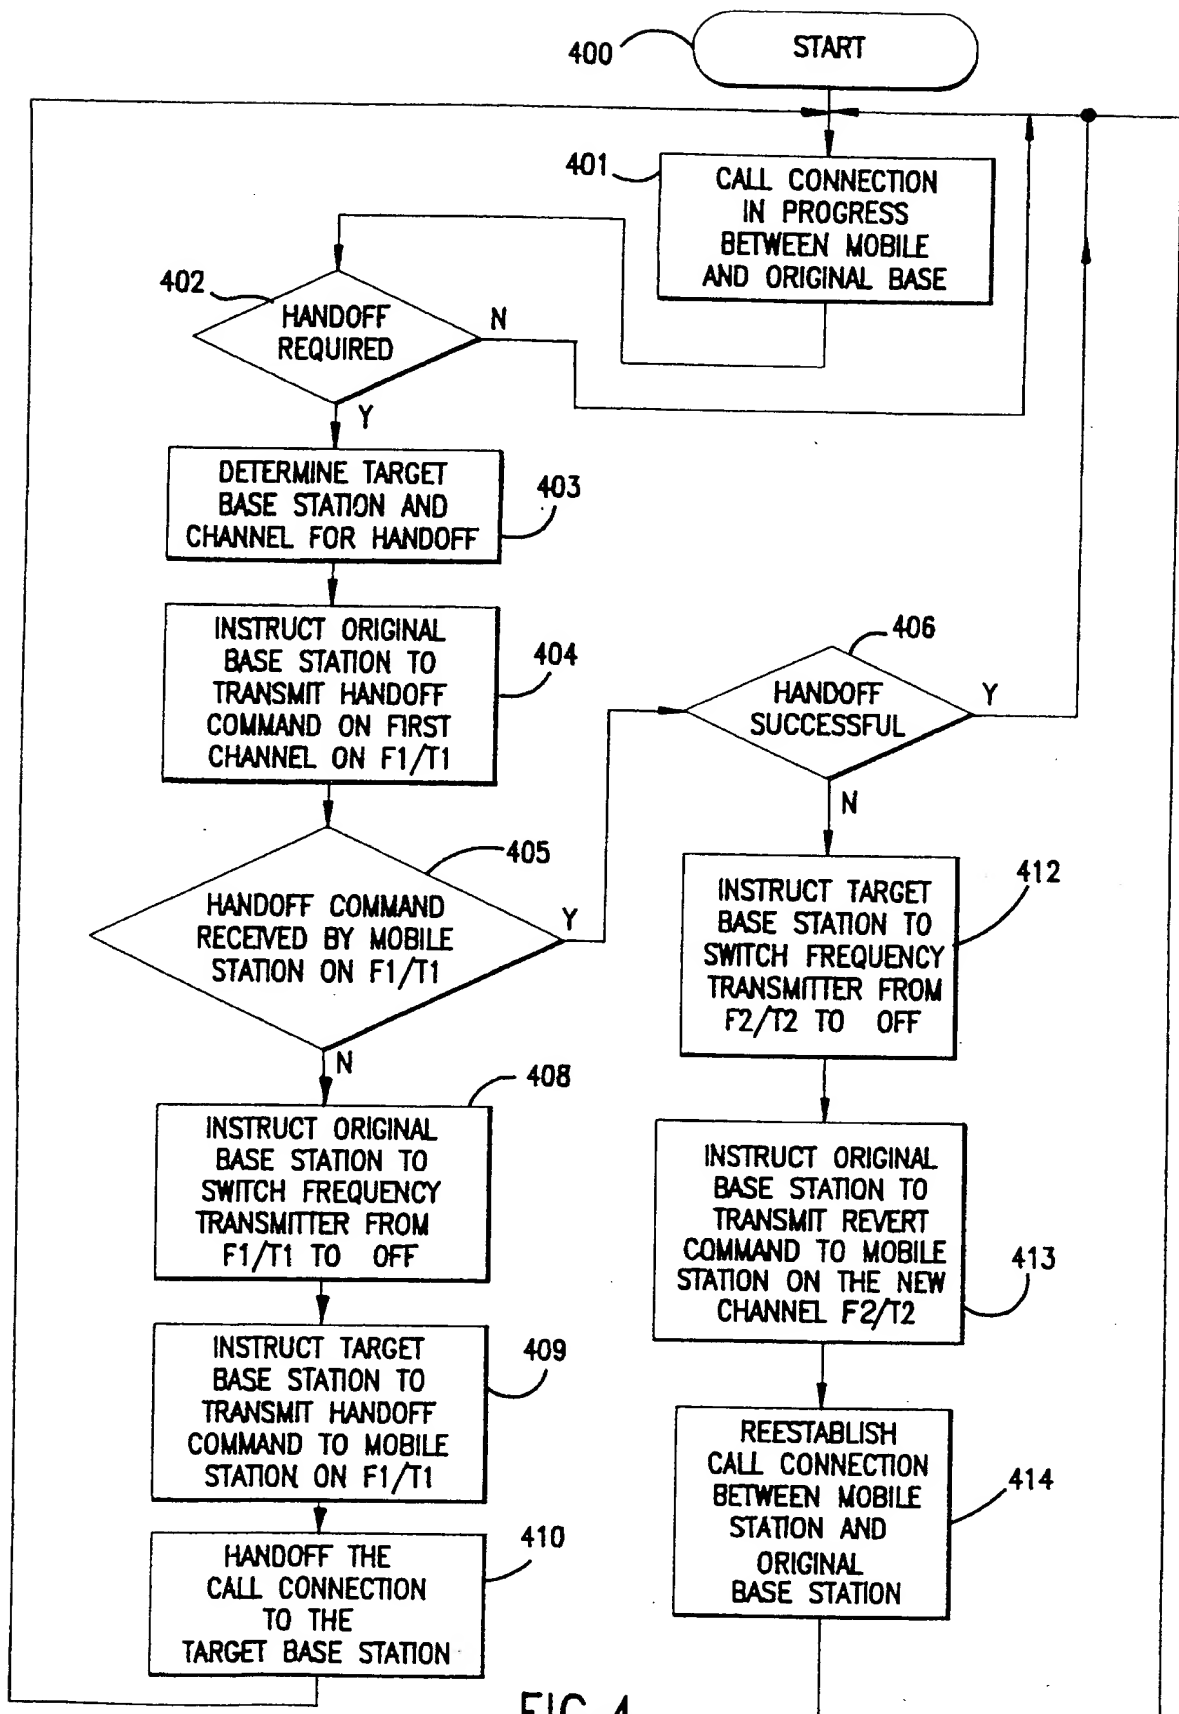 400
START
401
CALL CONNECTION
IN PROGRESS
BETWEEN MOBILE
AND ORIGINAL BASE
402
HANDOFF
REQUIRED
N
Y
DETERMINE TARGET
BASE STATION AND
CHANNEL FOR HANDOFF
403
INSTRUCT ORIGINAL
BASE STATION TO
TRANSMIT HANDOFF
COMMAND ON FIRST
CHANNEL ON F1/T1
404
HANDOFF COMMAND
RECEIVED BY MOBILE
STATION ON F1/T1
405
Y
N
406
HANDOFF
SUCCESSFUL
Y
N
408
INSTRUCT ORIGINAL
BASE STATION TO
SWITCH FREQUENCY
TRANSMITTER FROM
F1/T1 TO OFF
INSTRUCT TARGET
BASE STATION TO
TRANSMIT HANDOFF
COMMAND TO MOBILE
STATION ON F1/T1
409
HANDOFF THE
CALL CONNECTION
TO THE
TARGET BASE STATION
410
INSTRUCT TARGET
BASE STATION TO
SWITCH FREQUENCY
TRANSMITTER FROM
F2/T2 TO OFF
412
INSTRUCT ORIGINAL
BASE STATION TO
TRANSMIT REVERT
COMMAND TO MOBILE
STATION ON THE NEW
CHANNEL F2/T2
413
REESTABLISH
CALL CONNECTION
BETWEEN MOBILE
STATION AND
ORIGINAL
BASE STATION
414
FIG. 4